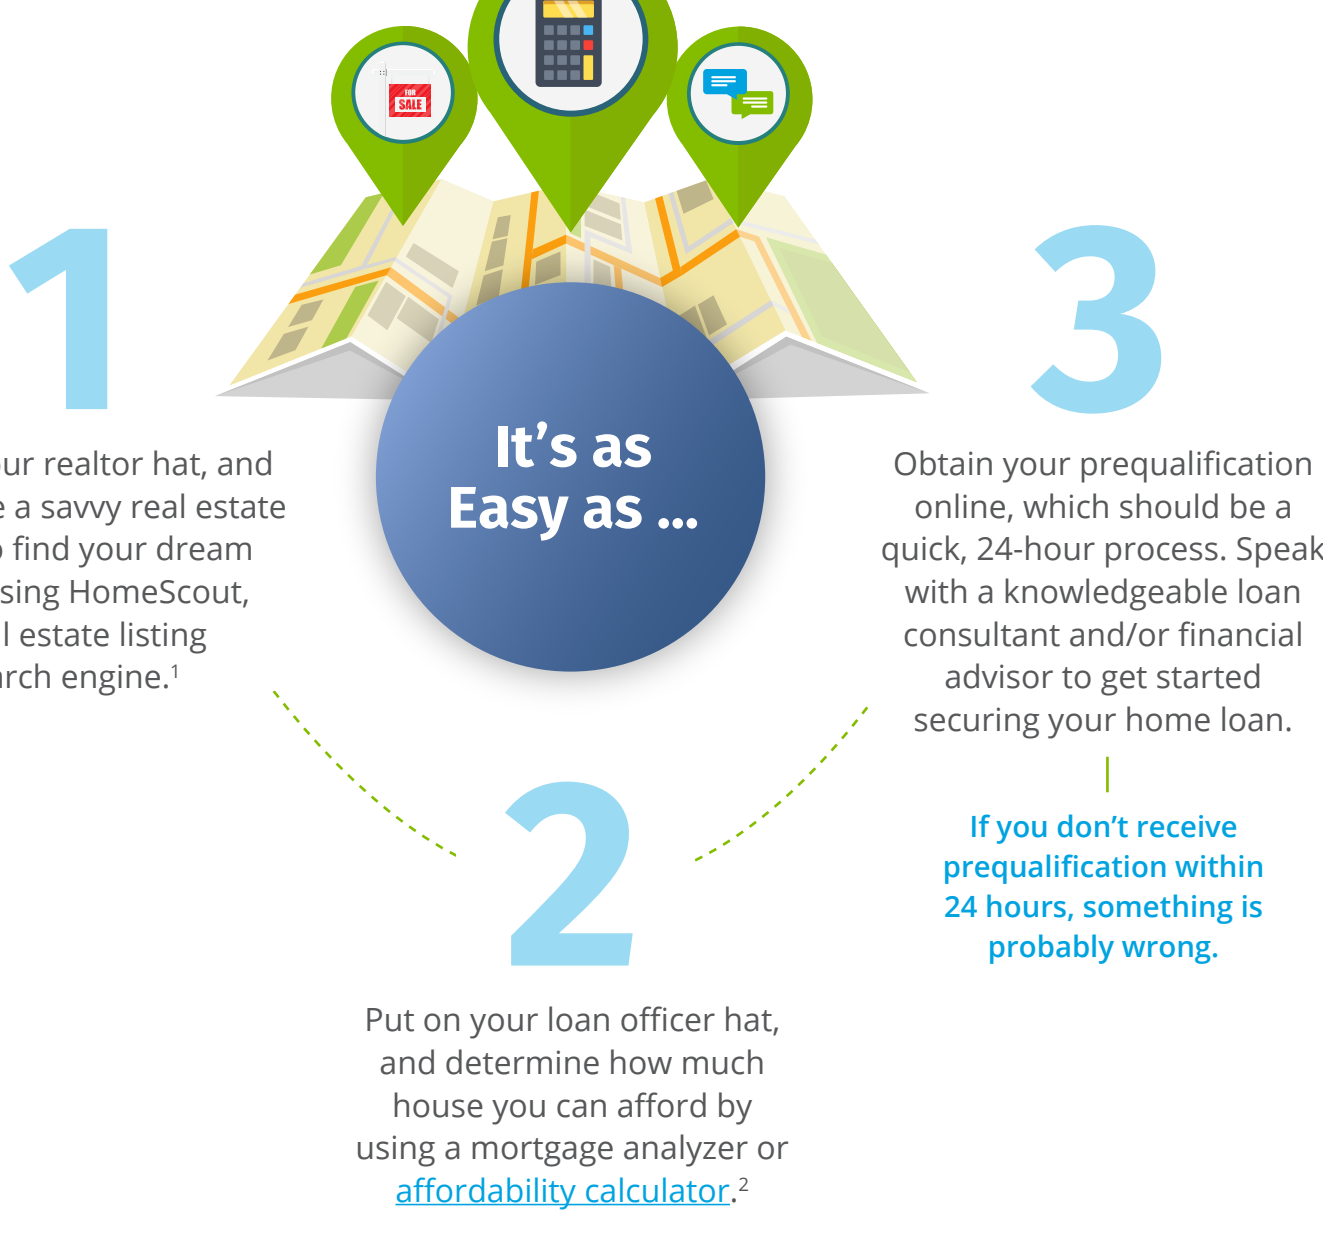 FOR
SALE
It’s as
Easy as ...
1
realtor hat, and
a savvy real estate
find your dream
HomeScout,
estate listing
engine.1
2
Put on your loan officer hat,
and determine how much
house you can afford by
using a mortgage analyzer or
affordability calculator.2
3
Obtain your prequalification
online, which should be a
quick, 24-hour process. Speak
with a knowledgeable loan
consultant and/or financial
advisor to get started
securing your home loan.
If you don’t receive
prequalification within
24 hours, something is
probably wrong.